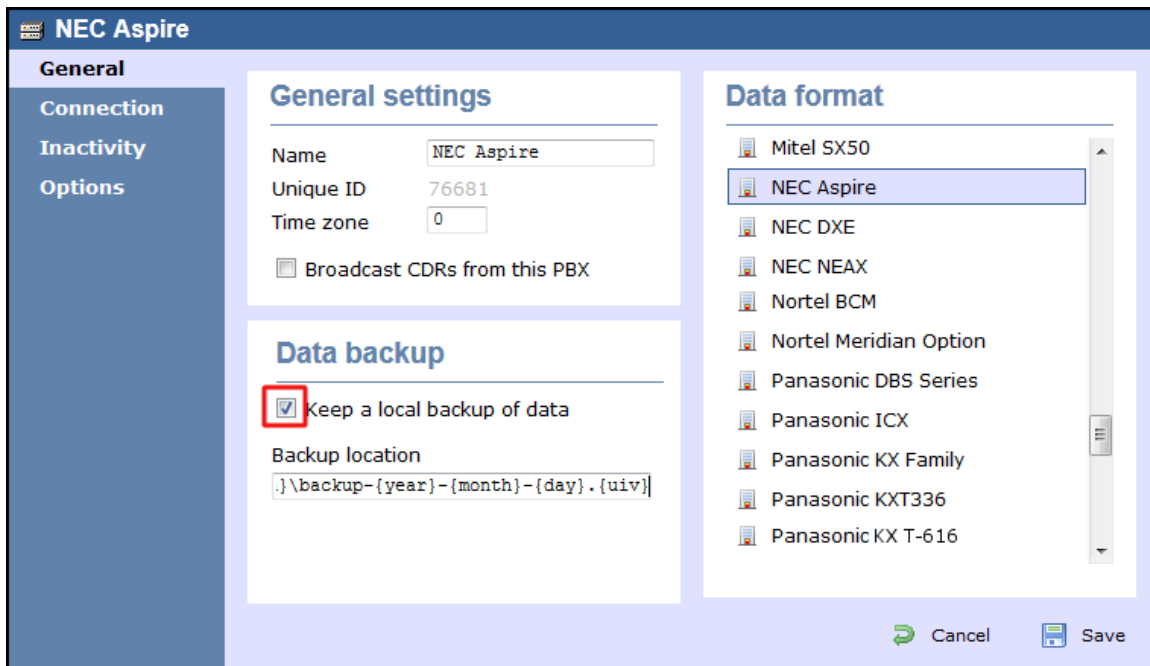 NEC Aspire
General
Connection
Inactivity
Options
General settings
Name NEC Aspire
Unique ID 76681
Time zone 0
Broadcast CDRs from this PBX
Data backup
Keep a local backup of data
Backup location
.}\backup-{year}-{month}-{day}.{uiv}
Data format
Mitel SX50
NEC Aspire
NEC DXE
NEC NEAX
Nortel BCM
Nortel Meridian Option
Panasonic DBS Series
Panasonic ICX
Panasonic KX Family
Panasonic KXT336
Panasonic KX T-616
Cancel Save